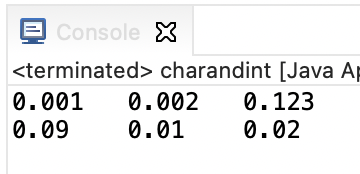 Console
<terminated> charandint [Java Ap
0.001 0.002 0.123
0.09 0.01 0.02